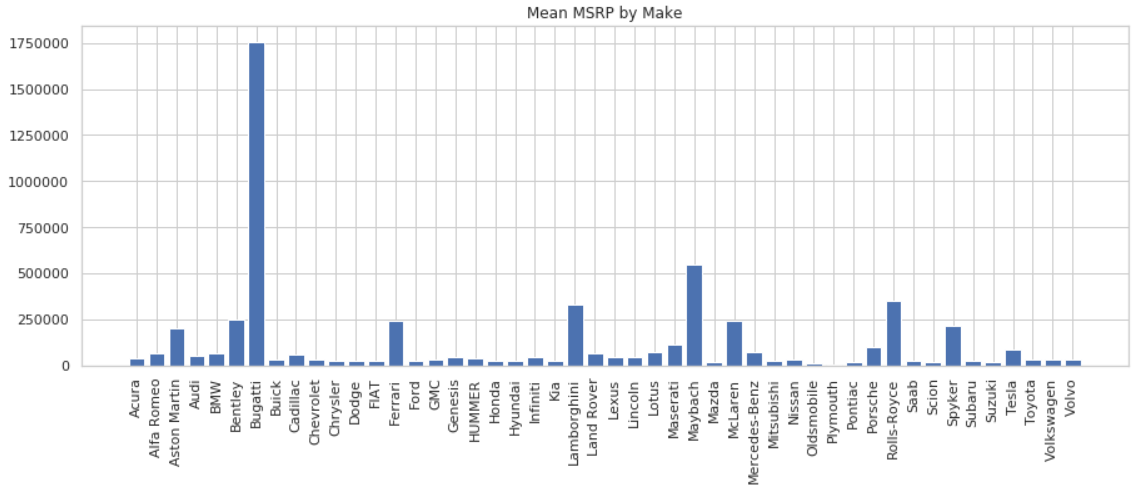 Mean MSRP by Make
1750000
1500000
1250000
1000000
750000
500000
250000
0
Acura
Alfa Romeo
Aston Martin
Audi
BMW
Bentley
Bugatti
Buick
Cadillac
Chevrolet
Chrysler
Dodge
FIAT
Ferrari
Ford
GMC
Genesis
HUMMER
Honda
Hyundai
Infiniti
Kia
Lamborghini
Land Rover
Lexus
Lincoln
Lotus
Maserati
Maybach
Mazda
McLaren
Mercedes-Benz
Mitsubishi
Nissan
Oldsmobile
Plymouth
Pontiac
Porsche
Rolls-Royce
Saab
Scion
Spyker
Subaru
Suzuki
Tesla
Toyota
Volkswagen
Volvo